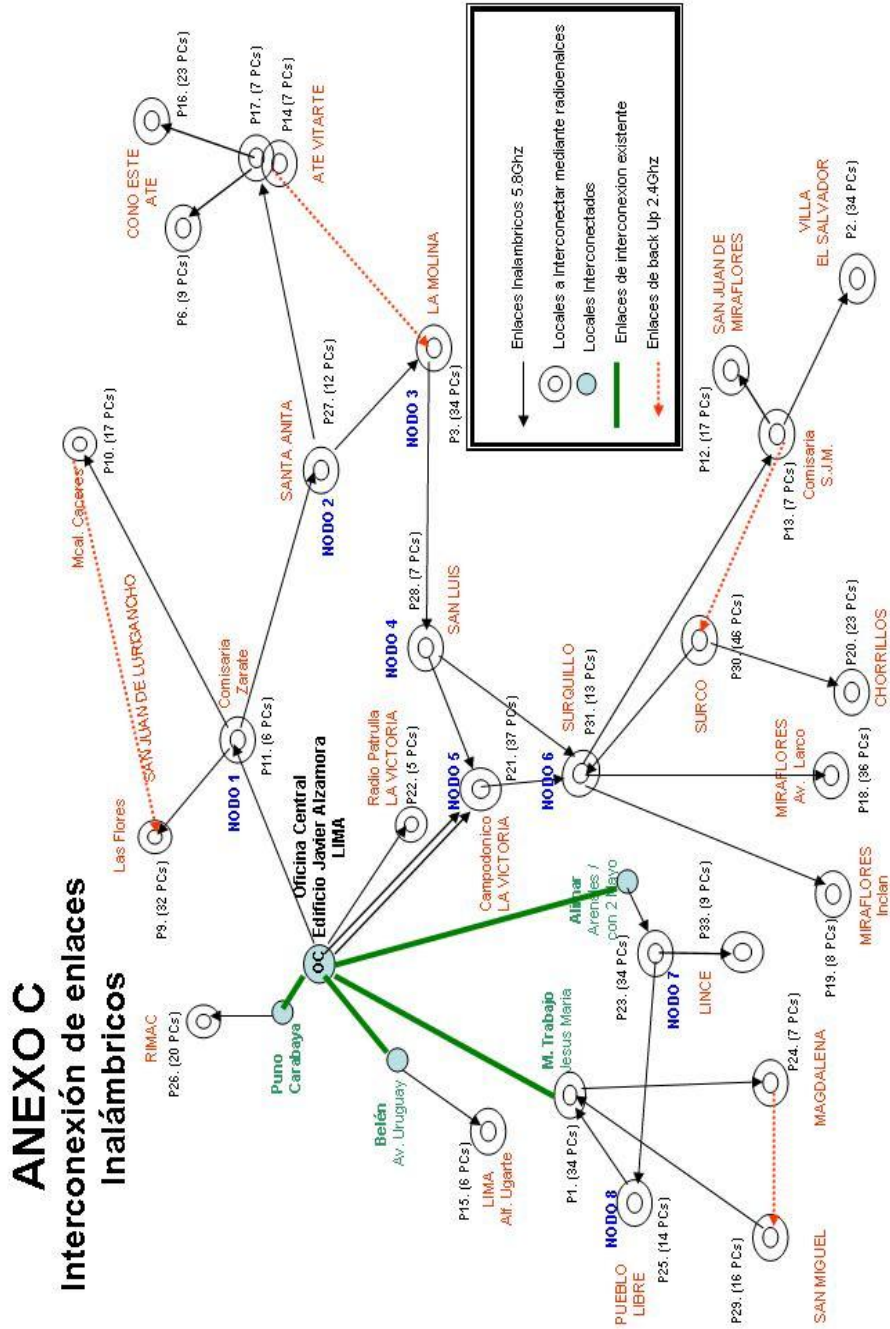 ANEXO C
Interconexión de enlaces
Inalámbricos
RIMAC
P26. (20 PCs)
Puno
Carabaya
Belén
Av. Uruguay
P15. (6 PCs)
LIMA
Alf. Ugarte
OC
Oficina Central
Edificio Javier Alzamora
LIMA
Las Flores
P9. (32 PCs)
SAN JUAN DE LURIGANCHO
Mcal. Caceres
P10. (17 PCs)
NODO 1
Comisaria
Zarate
P11. (6 PCs)
SANTA ANITA
NODO 2
P27. (12 PCs)
CONO ESTE
ATE
P6. (9 PCs)
P16. (23 PCs)
P17. (7 PCs)
P14 (7 PCs)
ATE VITARTE
LA MOLINA
NODO 3
P3. (34 PCs)
P28. (7 PCs)
NODO 4
SAN LUIS
Radio Patrulla
LA VICTORIA
P22. (5 PCs)
NODO 5
P21. (37 PCs)
Campodonico
LA VICTORIA
NODO 6
SURQUILLO
P31. (13 PCs)
Alimar
Arenales /
con 2 Mayo
P23. (34 PCs)
NODO 7
P33. (9 PCs)
LINCE
M. Trabajo
Jesus Maria
P1. (34 PCs)
NODO 8
PUEBLO
LIBRE
P25. (14 PCs)
P24. (7 PCs)
MAGDALENA
P29. (16 PCs)
SAN MIGUEL
P19. (8 PCs)
MIRAFLORES
Inclan
MIRAFLORES
Av. Larco
P18. (36 PCs)
SURCO
P30. (46 PCs)
P20. (23 PCs)
CHORRILLOS
P13. (7 PCs)
Comisaria
S.J.M.
P12. (17 PCs)
SAN JUAN DE
MIRAFLORES
VILLA
EL SALVADOR
P2. (34 PCs)
Enlaces Inalambricos 5.8Ghz
Locales a Interconectar mediante radioenalces
Locales Interconectados
Enlaces de interconexion existente
Enlaces de back Up 2.4Ghz